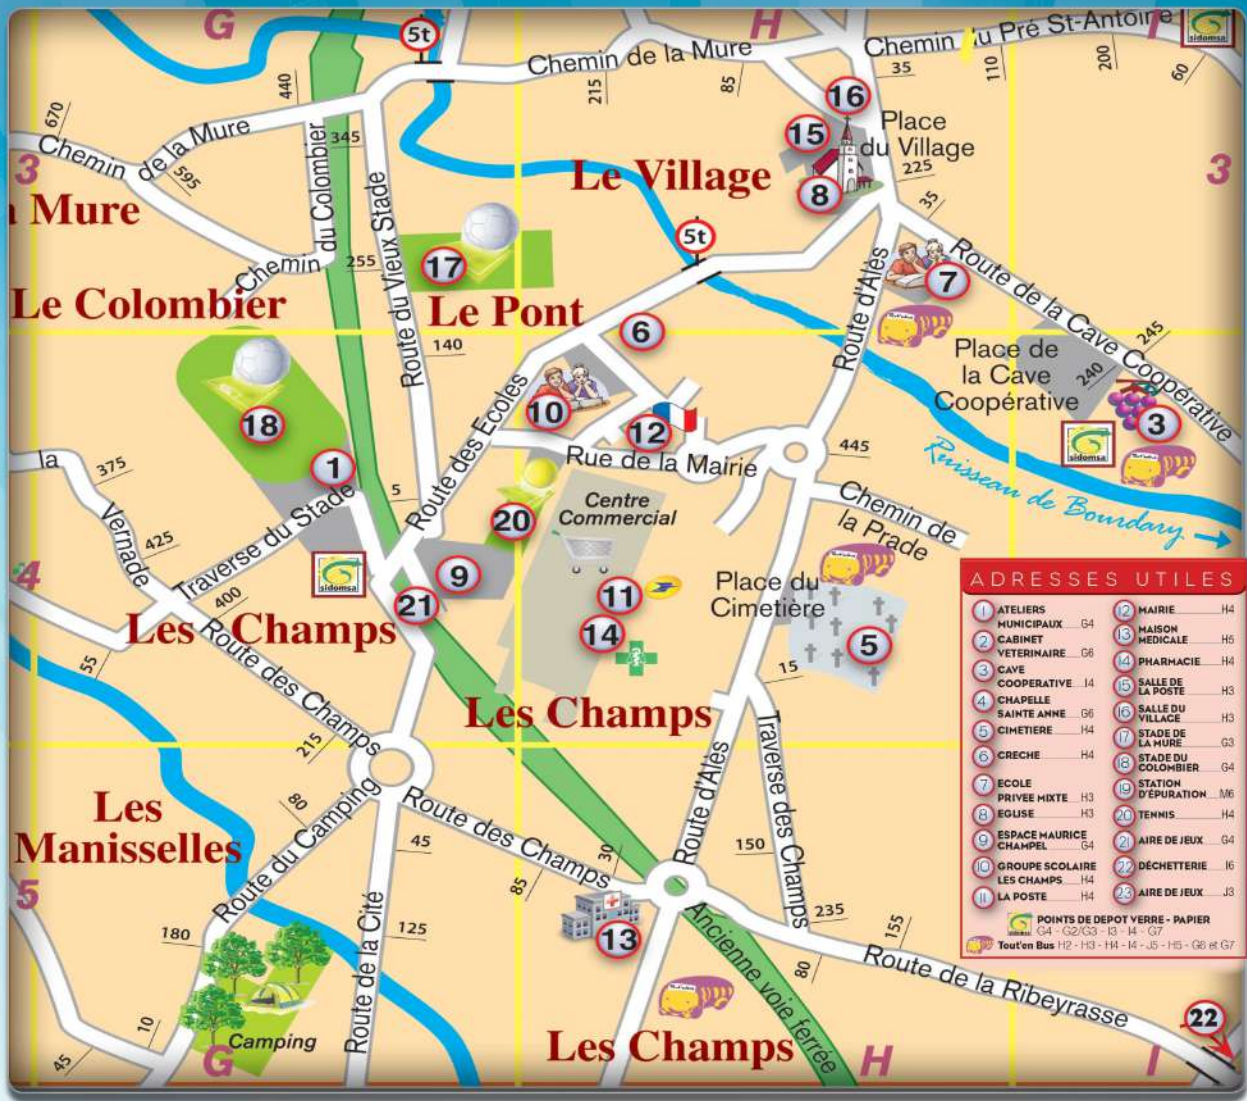 G
H
I
5t
sidomsa
Chemin de la Mure
Chemin du Pré St-Antoine
440
215
85
35
110
200
60
670
16
15
Place
du Village
3
Chemin de la Mure
345
595
Le Village
8
225
3
35
a Mure
du Colombier
Route du Vieux Stade
5t
Chemin
255
17
7
Route de la Cave Coopérative
Route d'Alès
Le Colombier
Le Pont
6
140
245
Place de
la Cave
Coopérative
240
18
10
Route des Ecoles
12
3
sidomsa
la
375
1
Rue de la Mairie
445
Ruisseau de Bourdary
Vernade
425
5
Centre
Commercial
20
Chemin de
la Prade
Traverse du Stade
4
sidomsa
9
11
Place du
Cimetière
400
21
14
5
Les Champs
55
Route des Champs
15
Les Champs
215
Traverse des Champs
Route d'Alès
Les
Manisselles
80
Route du Camping
Route des Champs
45
30
150
85
5
180
Route de la Cité
125
13
235
155
80
Ancienne voie ferrée
Route de la Ribeyrasse
22
Camping
10
45
Les Champs
G
H
I
ADRESSES UTILES
1 ATELIERS
MUNICIPAUX G4
2 CABINET
VETERINAIRE G6
3 CAVE
COOPERATIVE I4
4 CHAPELLE
SAINTE ANNE G6
5 CIMETIERE H4
6 CRECHE H4
7 ECOLE
PRIVEE MIXTE H3
8 EGLISE H3
9 ESPACE MAURICE
CHAMPEL G4
10 GROUPE SCOLAIRE
LES CHAMPS H4
11 LA POSTE H4
12 MAIRIE H4
13 MAISON
MEDICALE H5
14 PHARMACIE H4
15 SALLE DE
LA POSTE H3
16 SALLE DU
VILLAGE H3
17 STADE DE
LA MURE G3
18 STADE DU
COLOMBIER G4
19 STATION
D'ÉPURATION M6
20 TENNIS H4
21 AIRE DE JEUX G4
22 DÉCHETTERIE I6
23 AIRE DE JEUX J3
POINTS DE DEPOT VERRE - PAPIER
G4 - G2/G3 - I3 - I4 - G7
Tout'en Bus H2 - H3 - H4 - I4 - J5 - H5 - G6 et G7